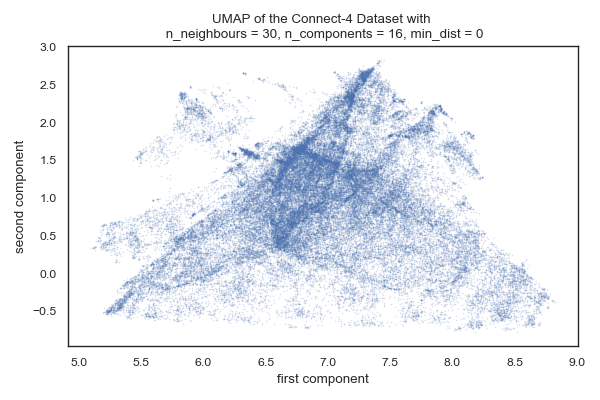 UMAP of the Connect-4 Dataset with
n_neighbours = 30, n_components = 16, min_dist = 0
3.0
2.5
2.0
1.5
1.0
0.5
0.0
−0.5
second component
5.0 5.5 6.0 6.5 7.0 7.5 8.0 8.5 9.0
first component